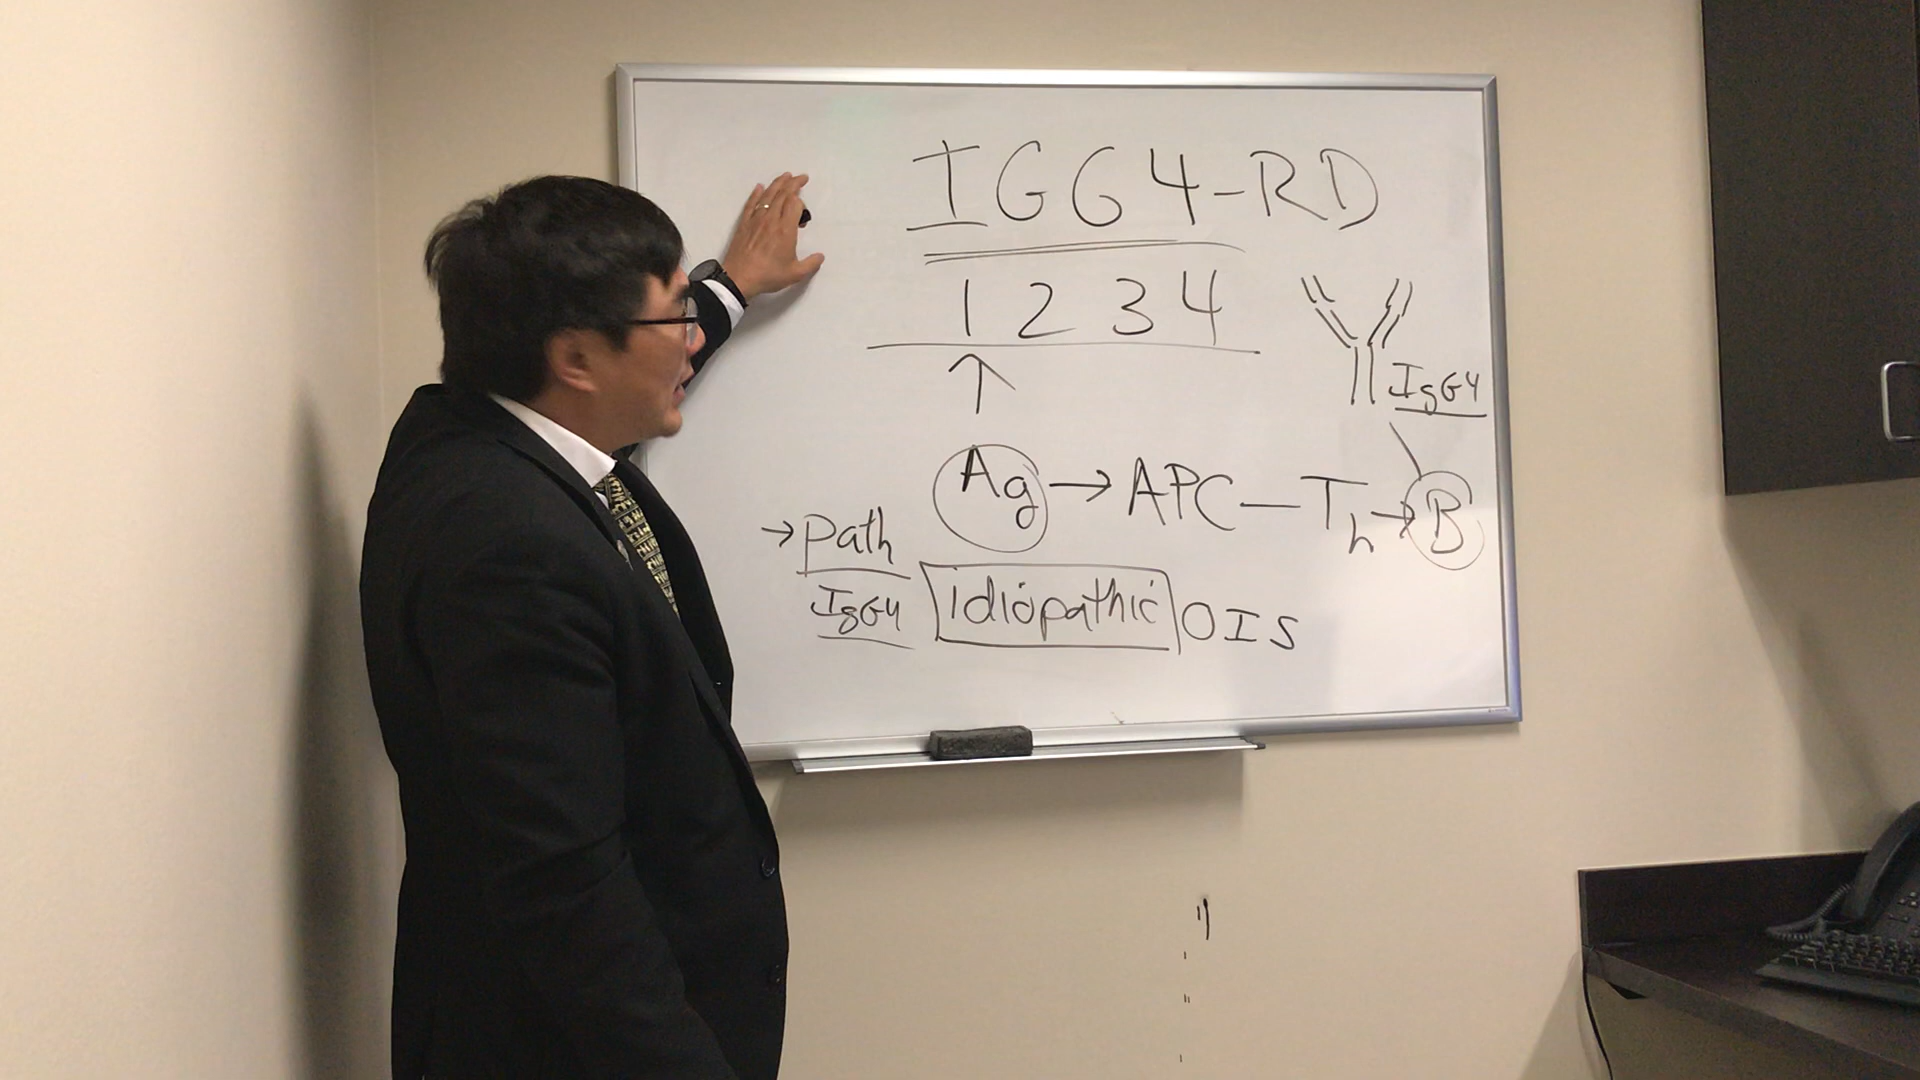 IGG4-RD
1 2 3 4
IgG4
Ag → APC — Th → B
→ path
IgG4
idiopathic OIS